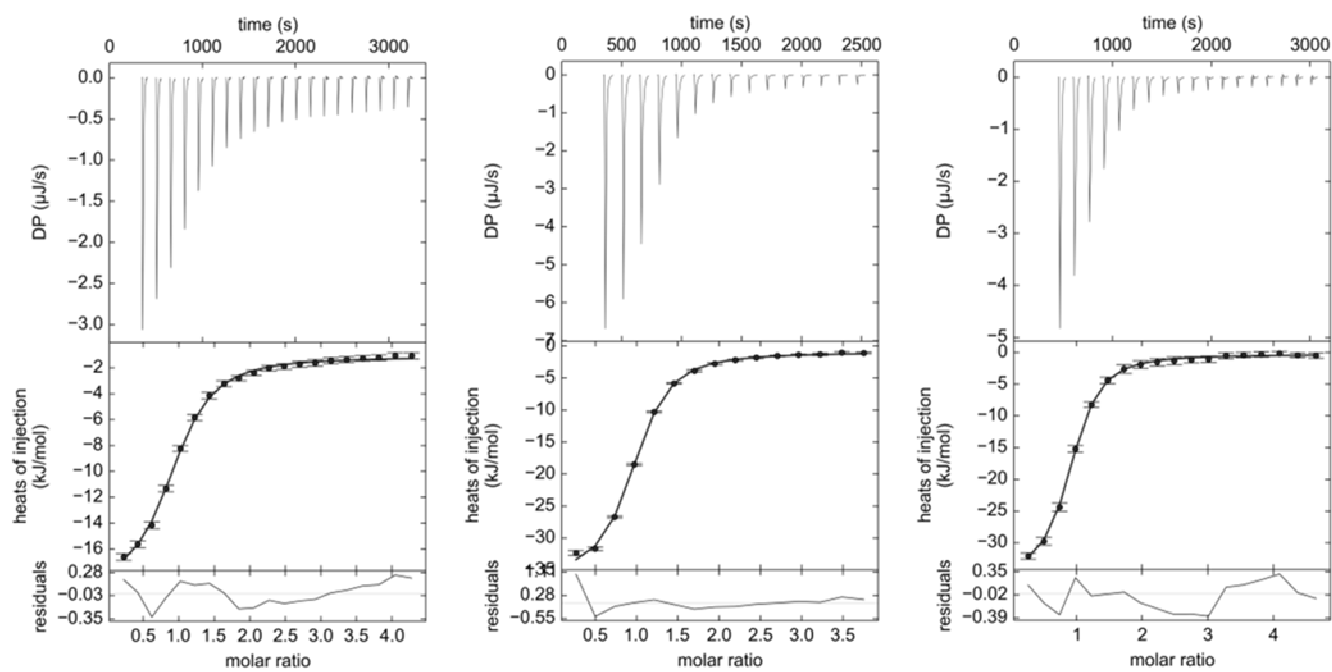 time (s)
0 1000 2000 3000
0.0
−0.5
−1.0
−1.5
−2.0
−2.5
−3.0
DP (µJ/s)
−2
−4
−6
−8
−10
−12
−14
−16
heats of injection
(kJ/mol)
0.28
−0.03
−0.35
residuals
0.5 1.0 1.5 2.0 2.5 3.0 3.5 4.0
molar ratio
time (s)
0 500 1000 1500 2000 2500
0
−1
−2
−3
−4
−5
−6
−7
DP (µJ/s)
0
−5
−10
−15
−20
−25
−30
−35
heats of injection
(kJ/mol)
1.11
0.28
−0.55
residuals
0.5 1.0 1.5 2.0 2.5 3.0 3.5
molar ratio
time (s)
0 1000 2000 3000
0
−1
−2
−3
−4
−5
DP (µJ/s)
0
−5
−10
−15
−20
−25
−30
heats of injection
(kJ/mol)
0.35
−0.02
−0.39
residuals
1 2 3 4
molar ratio